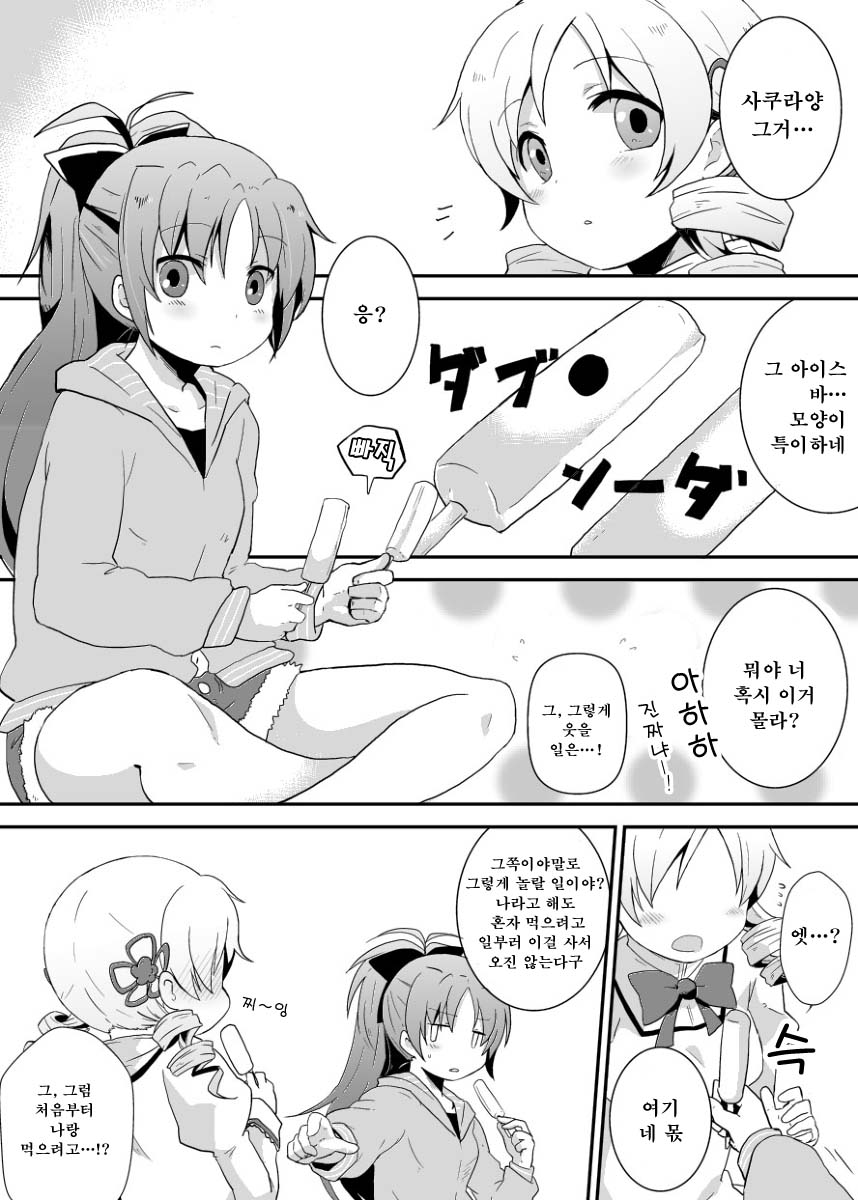 사쿠라양
그거…
응?
그 아이스
바…
모양이
특이하네
ダブ●
ソーダ
빠직
뭐야 너
혹시 이거
몰라?
아하하
진짜냐ー!
그, 그렇게
웃을
일은…!
엣…?
슥
여기
네 몫
그쪽이야말로
그렇게 놀랄 일이야?
나라고 해도
혼자 먹으려고
일부러 이걸 사서
오진 않는다구
찌～잉
그, 그럼
처음부터
나랑
먹으려고…!?